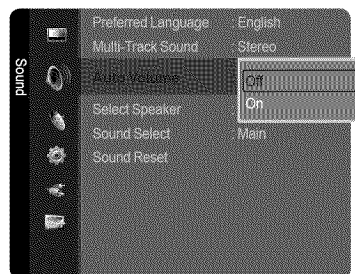 Sound
Preferred Language : English
Multi-Track Sound : Stereo
Auto Volume
Off
On
Select Speaker
Sound Select : Main
Sound Reset